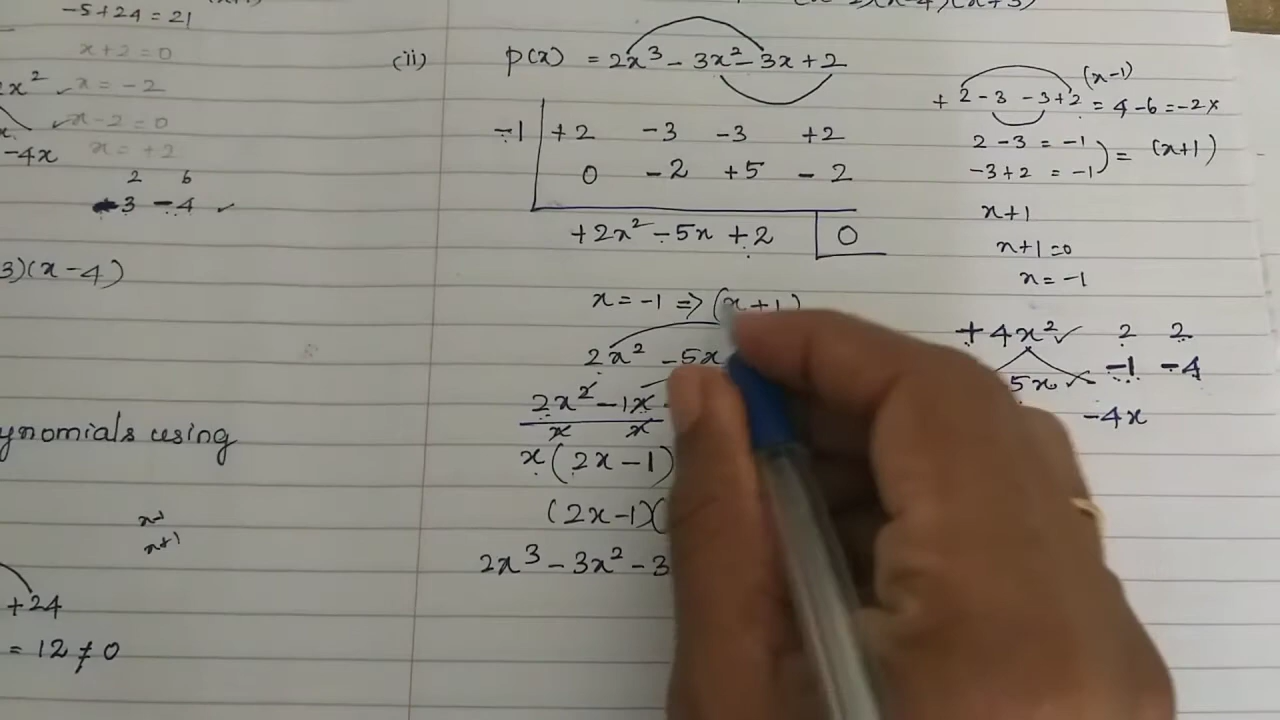 -5+24 = 21
x+2=0
x² ✓ x = -2
✓ x-2 = 0
-4x x = +2
2 6
-3 -4 ✓
3)(x-4)
ynomials using
x-1
x+1
+24
= 12 ≠ 0
(ii) p(x) = 2x³ - 3x² - 3x + 2
-1 | +2 -3 -3 +2
0 -2 +5 -2
+2x² -5x +2 | 0
x = -1 ⇒ (x+1)
2x² - 5x
2x² - 1x
x x
x(2x-1)
(2x-1)(
2x³ - 3x² - 3
(x-1)
+ 2 - 3 - 3 + 2 = 4 - 6 = -2 x
2 - 3 = -1
-3 + 2 = -1 ) = (x+1)
x+1
x+1=0
x = -1
+4x² ✓ 2 2
5x ✓ -1 -4
-4x